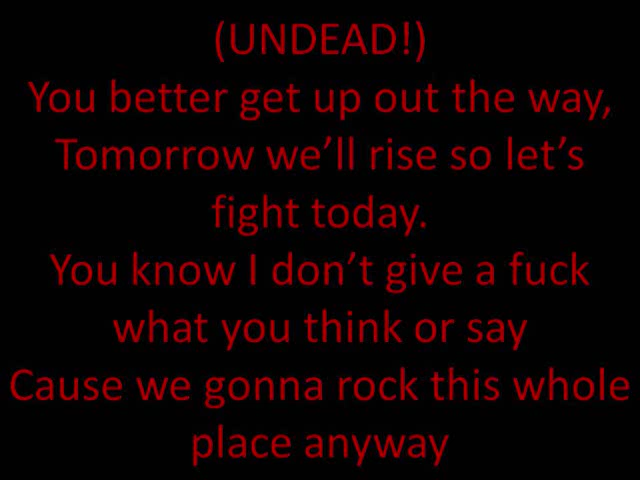 (UNDEAD!)
You better get up out the way,
Tomorrow we’ll rise so let’s
fight today.
You know I don’t give a fuck
what you think or say
Cause we gonna rock this whole
place anyway